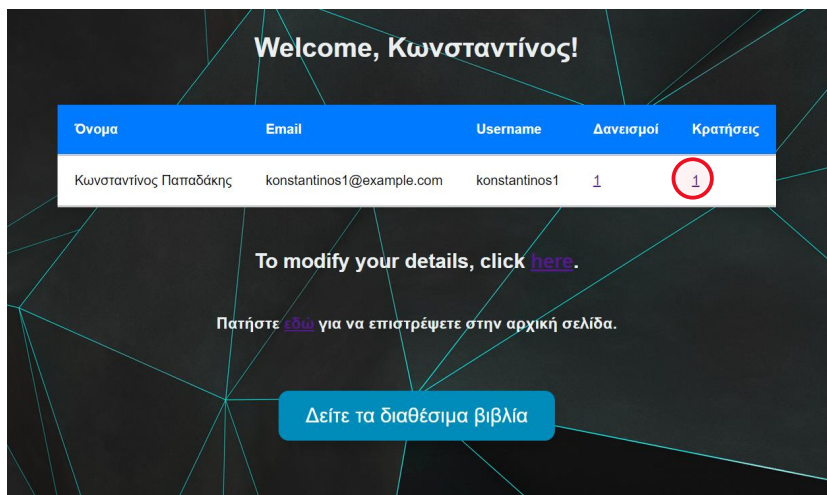 Welcome, Κωνσταντίνος!
Όνομα Email Username Δανεισμοί Κρατήσεις
Κωνσταντίνος Παπαδάκης konstantinos1@example.com konstantinos1 1 1
To modify your details, click here.
Πατήστε εδώ για να επιστρέψετε στην αρχική σελίδα.
Δείτε τα διαθέσιμα βιβλία